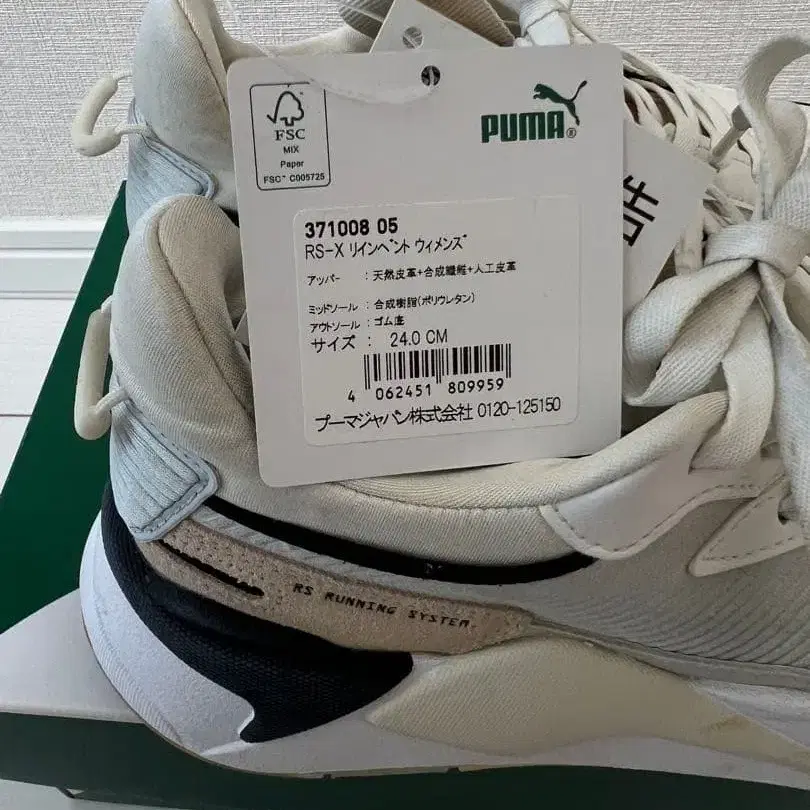 FSC
MIX
Paper
FSC™ C005725
PUMA®
371008 05
RS-X リインベント ウィメンズ
アッパー : 天然皮革+合成繊維+人工皮革
ミッドソール : 合成樹脂(ポリウレタン)
アウトソール : ゴム底
サイズ : 24.0 CM
4 062451 809959
プーマジャパン株式会社 0120-125150
告
RS RUNNING SYSTEM